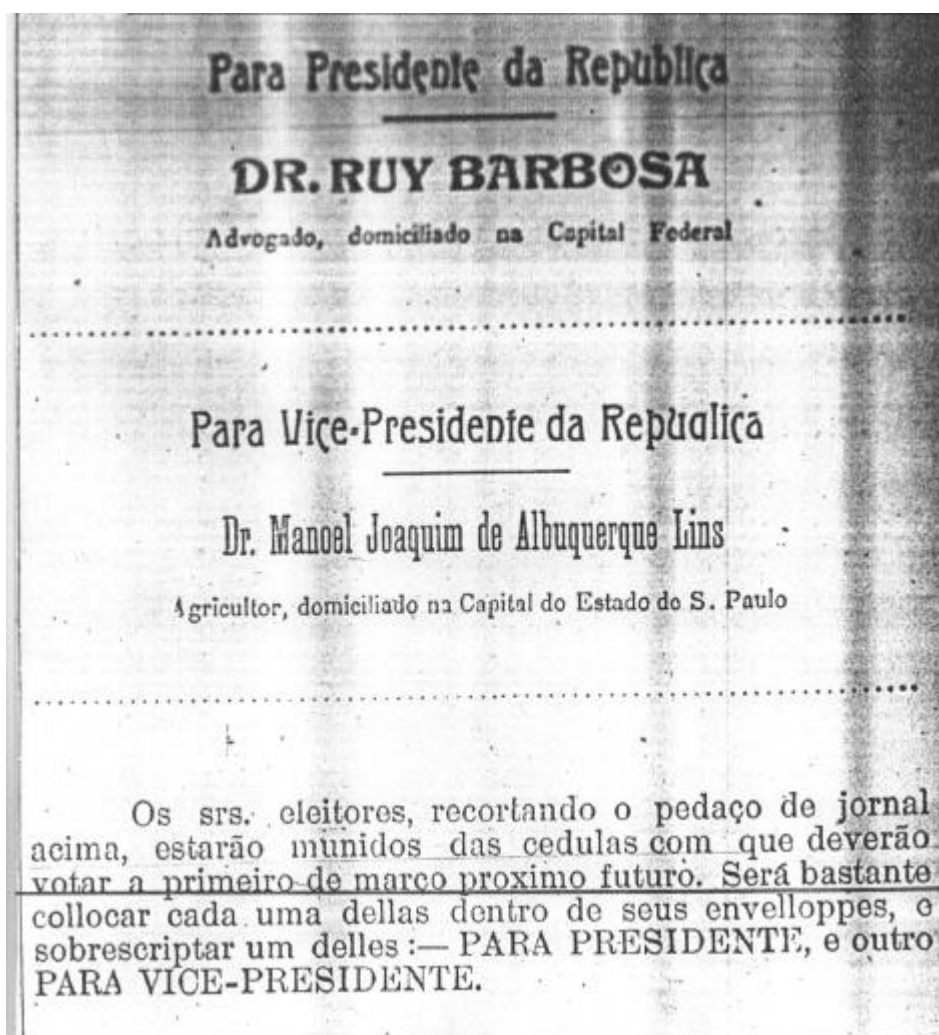 Para Presidente da Republica
DR. RUY BARBOSA
Advogado, domiciliado na Capital Federal
Para Vice-Presidente da Repualica
Dr. Manoel Joaquim de Albuquerque Lins
Agricultor, domiciliado na Capital do Estado de S. Paulo
Os srs. eleitores, recortando o pedaço de jornal
acima, estarão munidos das cedulas com que deverão
votar a primeiro de março proximo futuro. Será bastante
collocar cada uma dellas dentro de seus envelloppes, e
sobrescriptar um delles :— PARA PRESIDENTE, e outro
PARA VICE-PRESIDENTE.